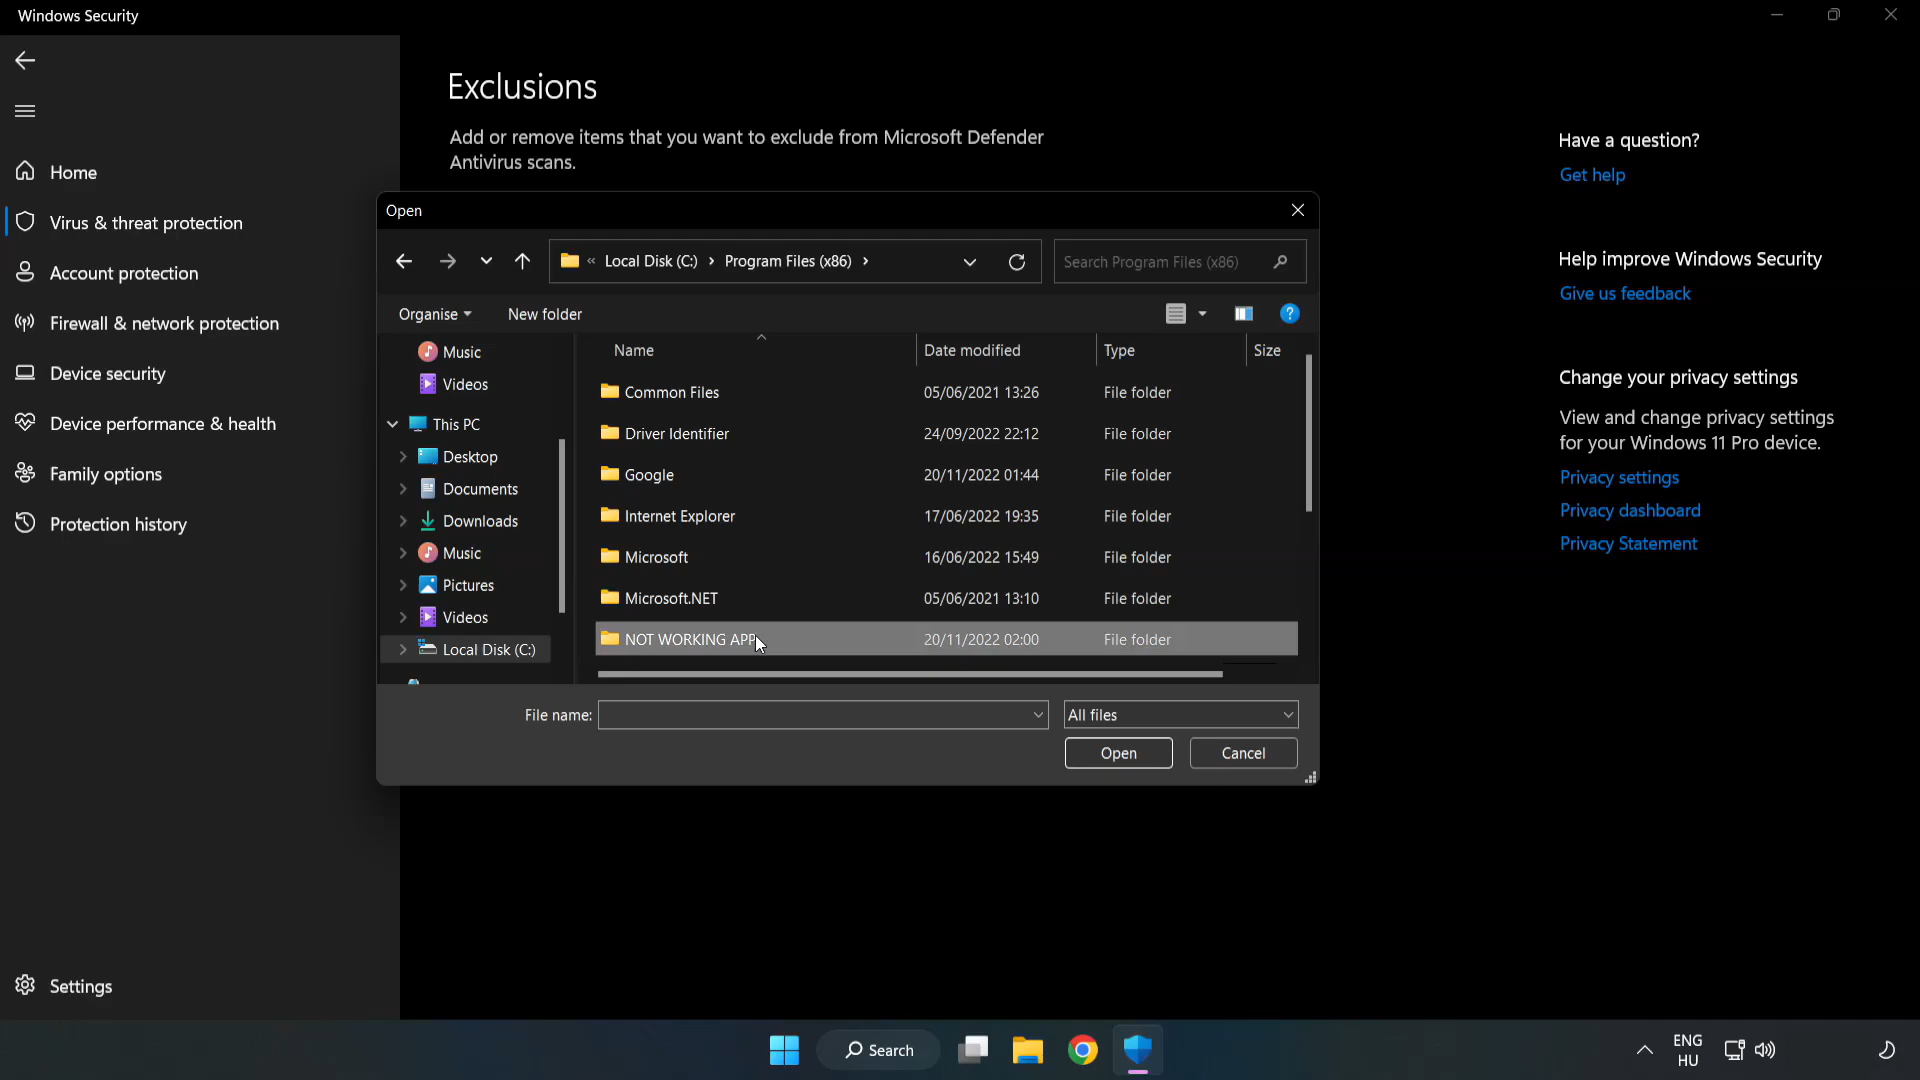 Windows Security
Exclusions
Add or remove items that you want to exclude from Microsoft Defender
Antivirus scans.
Home
Virus & threat protection
Account protection
Firewall & network protection
Device security
Device performance & health
Family options
Protection history
Settings
Open
« Local Disk (C:) > Program Files (x86) >
Search Program Files (x86)
Organise
New folder
?
Music
Videos
This PC
Desktop
Documents
Downloads
Music
Pictures
Videos
Local Disk (C:)
Name Date modified Type Size
Common Files 05/06/2021 13:26 File folder
Driver Identifier 24/09/2022 22:12 File folder
Google 20/11/2022 01:44 File folder
Internet Explorer 17/06/2022 19:35 File folder
Microsoft 16/06/2022 15:49 File folder
Microsoft.NET 05/06/2021 13:10 File folder
NOT WORKING APP 20/11/2022 02:00 File folder
File name:
All files
Open
Cancel
Have a question?
Get help
Help improve Windows Security
Give us feedback
Change your privacy settings
View and change privacy settings
for your Windows 11 Pro device.
Privacy settings
Privacy dashboard
Privacy Statement
Search
ENG
HU